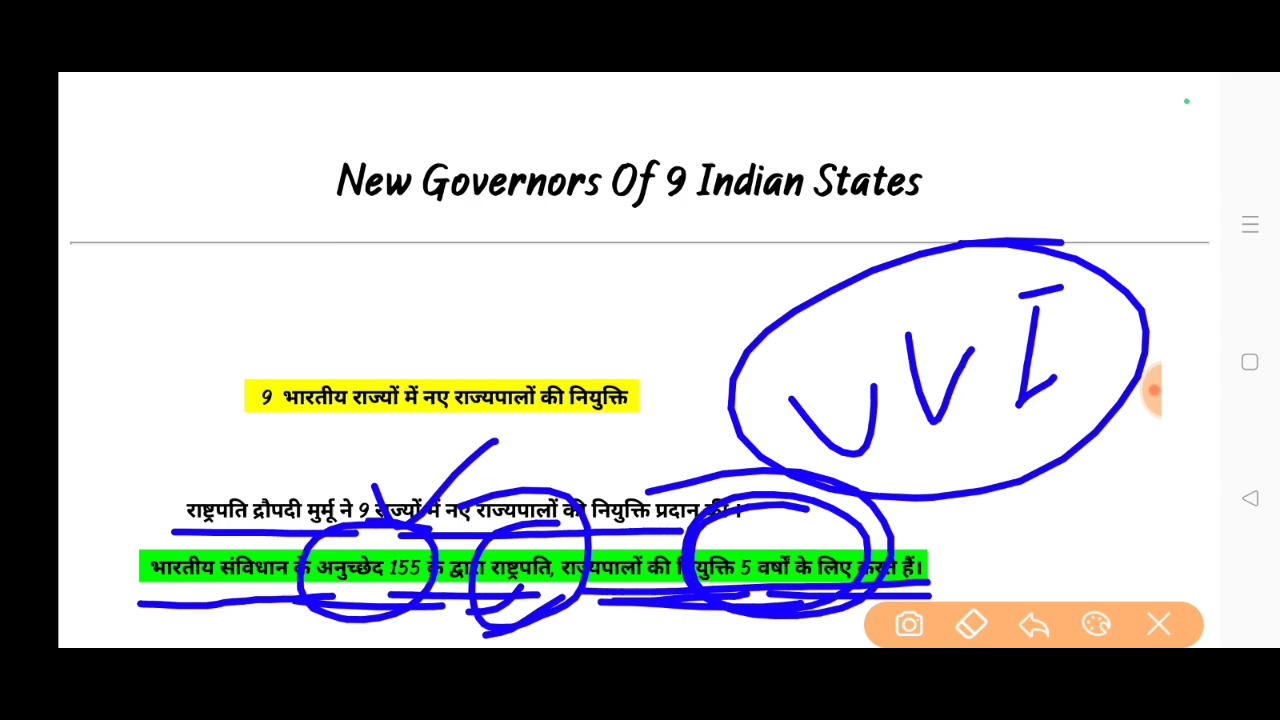 New Governors Of 9 Indian States
V V I
9 भारतीय राज्यों में नए राज्यपालों की नियुक्ति
राष्ट्रपति द्रौपदी मुर्मू ने 9 राज्यों में नए राज्यपालों की नियुक्ति प्रदान की ।
भारतीय संविधान के अनुच्छेद 155 के द्वारा राष्ट्रपति, राज्यपालों की नियुक्ति 5 वर्षों के लिए करते हैं।